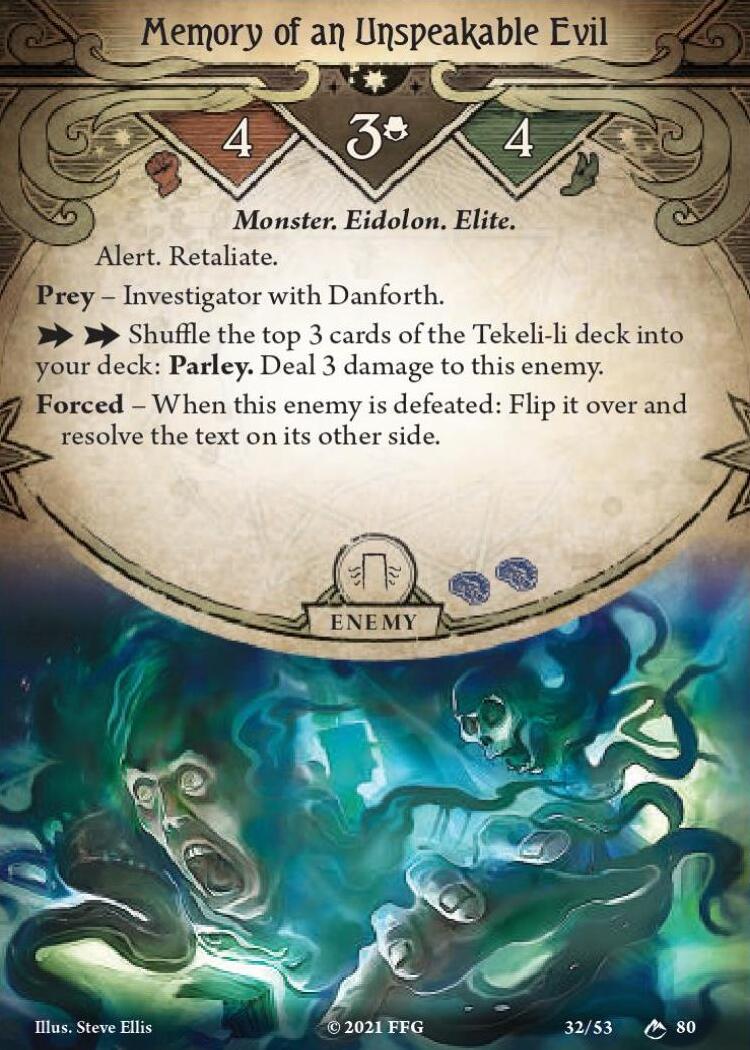 Memory of an Unspeakable Evil
4
3
4
Monster. Eidolon. Elite.
Alert. Retaliate.
Prey – Investigator with Danforth.
Shuffle the top 3 cards of the Tekeli-li deck into
your deck: Parley. Deal 3 damage to this enemy.
Forced – When this enemy is defeated: Flip it over and
resolve the text on its other side.
ENEMY
Illus. Steve Ellis
© 2021 FFG
32/53
80